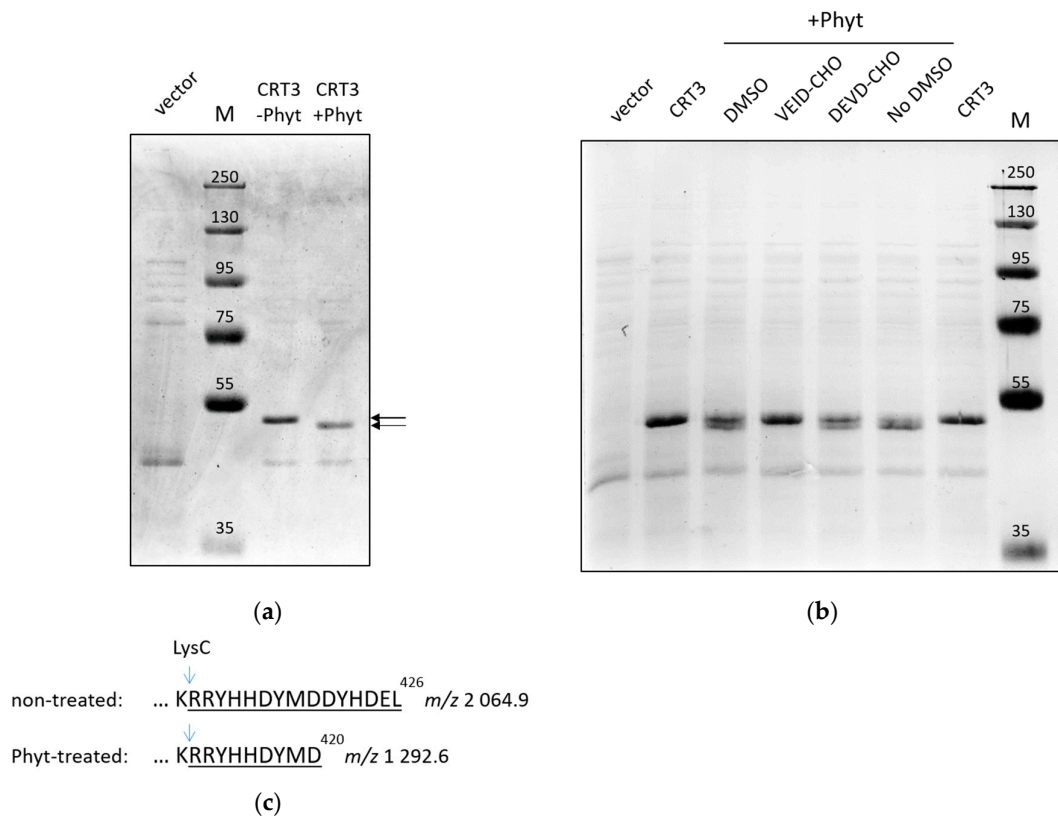 vector
M
CRT3
-Phyt
CRT3
+Phyt
250
130
95
75
55
35
(a)
+Phyt
vector
CRT3
DMSO
VEID-CHO
DEVD-CHO
No DMSO
CRT3
M
250
130
95
75
55
35
(b)
LysC
non-treated: ... KRRYHHDYMDDYHDEL 426 m/z 2 064.9
Phyt-treated: ... KRRYHHDYMD 420 m/z 1 292.6
(c)